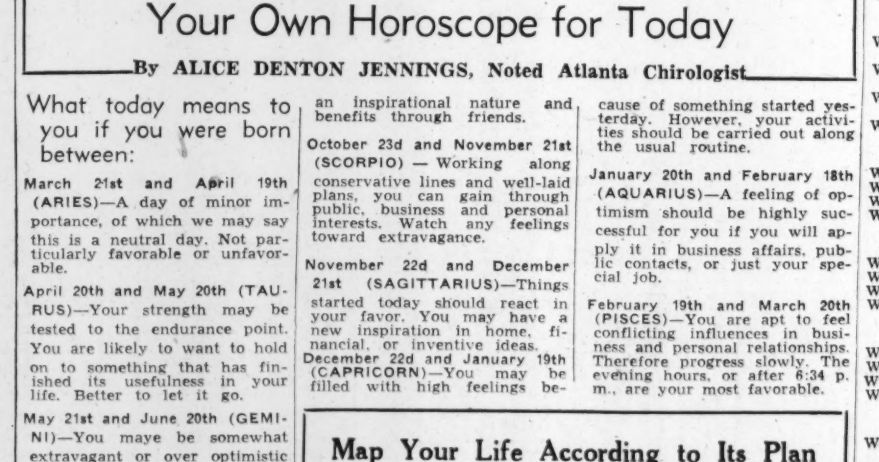 Your Own Horoscope for Today
By ALICE DENTON JENNINGS, Noted Atlanta Chirologist
What today means to
you if you were born
between:
March 21st and April 19th
(ARIES)—A day of minor im-
portance, of which we may say
this is a neutral day. Not par-
ticularly favorable or unfavor-
able.
April 20th and May 20th (TAU-
RUS)—Your strength may be
tested to the endurance point.
You are likely to want to hold
on to something that has fin-
ished its usefulness in your
life. Better to let it go.
May 21st and June 20th (GEMI-
NI)—You maye be somewhat
extravagant or over optimistic
an inspirational nature and
benefits through friends.
October 23d and November 21st
(SCORPIO) — Working along
conservative lines and well-laid
plans, you can gain through
public, business and personal
interests. Watch any feelings
toward extravagance.
November 22d and December
21st (SAGITTARIUS)—Things
started today should react in
your favor. You may have a
new inspiration in home, fi-
nancial, or inventive ideas.
December 22d and January 19th
(CAPRICORN)—You may be
filled with high feelings be-
cause of something started yes-
terday. However, your activi-
ties should be carried out along
the usual routine.
January 20th and February 18th
(AQUARIUS)—A feeling of op-
timism should be highly suc-
cessful for you if you will ap-
ply it in business affairs, pub-
lic contacts, or just your spe-
cial job.
February 19th and March 20th
(PISCES)—You are apt to feel
conflicting influences in busi-
ness and personal relationships.
Therefore progress slowly. The
evening hours, or after 6:34 p.
m., are your most favorable.
Map Your Life According to Its Plan